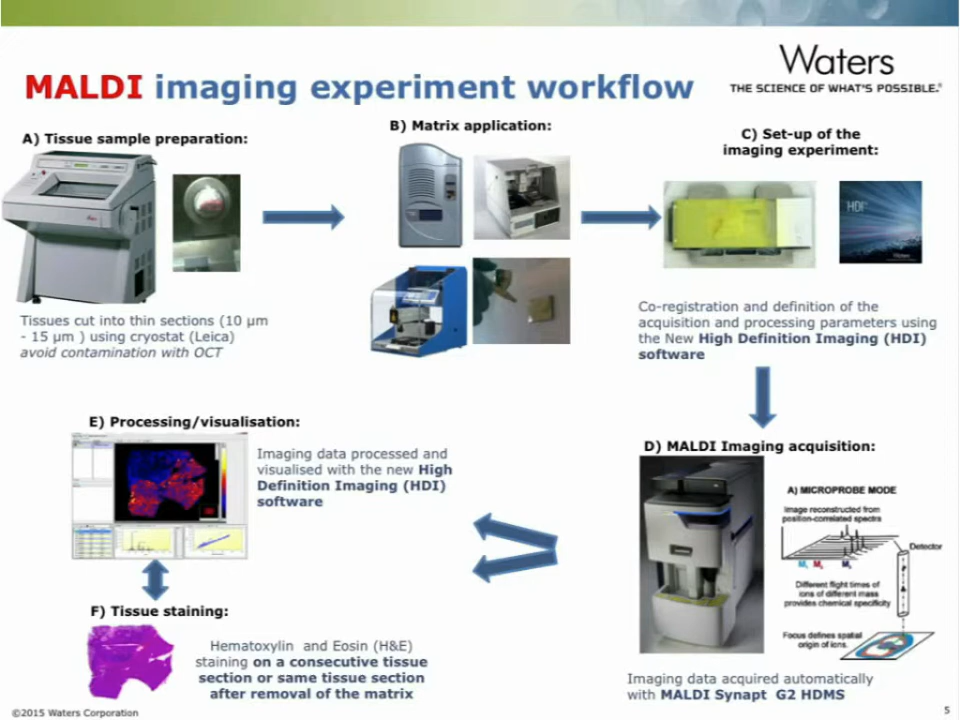 Waters
THE SCIENCE OF WHAT'S POSSIBLE.®
MALDI imaging experiment workflow
A) Tissue sample preparation:
Tissues cut into thin sections (10 µm
- 15 µm ) using cryostat (Leica)
avoid contamination with OCT
B) Matrix application:
C) Set-up of the
imaging experiment:
HDI
Co-registration and definition of the
acquisition and processing parameters using
the New High Definition Imaging (HDI)
software
D) MALDI Imaging acquisition:
A) MICROPROBE MODE
Image reconstructed from
position-correlated spectra
Detector
M₁ M₂ M₃
Different flight times of
ions of different mass
provides chemical specificity
Focus defines spatial
origin of ions.
Imaging data acquired automatically
with MALDI Synapt G2 HDMS
E) Processing/visualisation:
Imaging data processed and
visualised with the new High
Definition Imaging (HDI)
software
F) Tissue staining:
Hematoxylin and Eosin (H&E)
staining on a consecutive tissue
section or same tissue section
after removal of the matrix
©2015 Waters Corporation
5